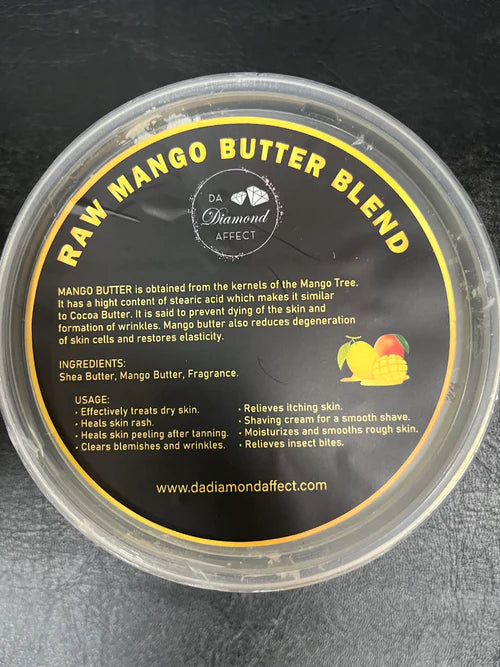 RAW MANGO BUTTER BLEND
DA
Diamond
AFFECT
MANGO BUTTER is obtained from the kernels of the Mango Tree.
It has a hight content of stearic acid which makes it similar
to Cocoa Butter. It is said to prevent dying of the skin and
formation of wrinkles. Mango butter also reduces degeneration
of skin cells and restores elasticity.
INGREDIENTS:
Shea Butter, Mango Butter, Fragrance.
USAGE:
• Effectively treats dry skin.
• Heals skin rash.
• Heals skin peeling after tanning.
• Clears blemishes and wrinkles.
• Relieves itching skin.
• Shaving cream for a smooth shave.
• Moisturizes and smooths rough skin.
• Relieves insect bites.
www.dadiamondaffect.com